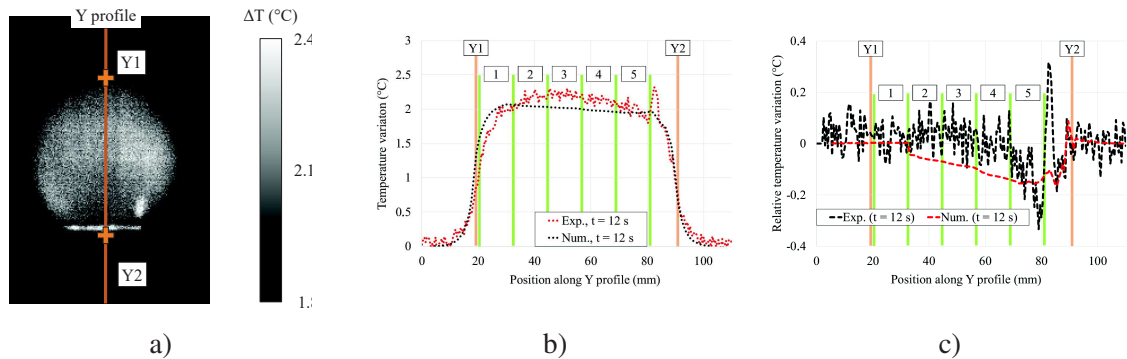 Y profile
Y1
Y2
ΔT (°C)
2.4
2.1
1.8
a)
Temperature variation (°C)
3
2.5
2
1.5
1
0.5
0
Y1
1
2
3
4
5
Y2
Exp., t = 12 s
Num., t = 12 s
0
20
40
60
80
100
Position along Y profile (mm)
b)
Relative temperature variation (°C)
0.4
0.2
0
-0.2
-0.4
Y1
1
2
3
4
5
Y2
Exp. (t = 12 s)
Num. (t = 12 s)
0
20
40
60
80
100
Position along Y profile (mm)
c)